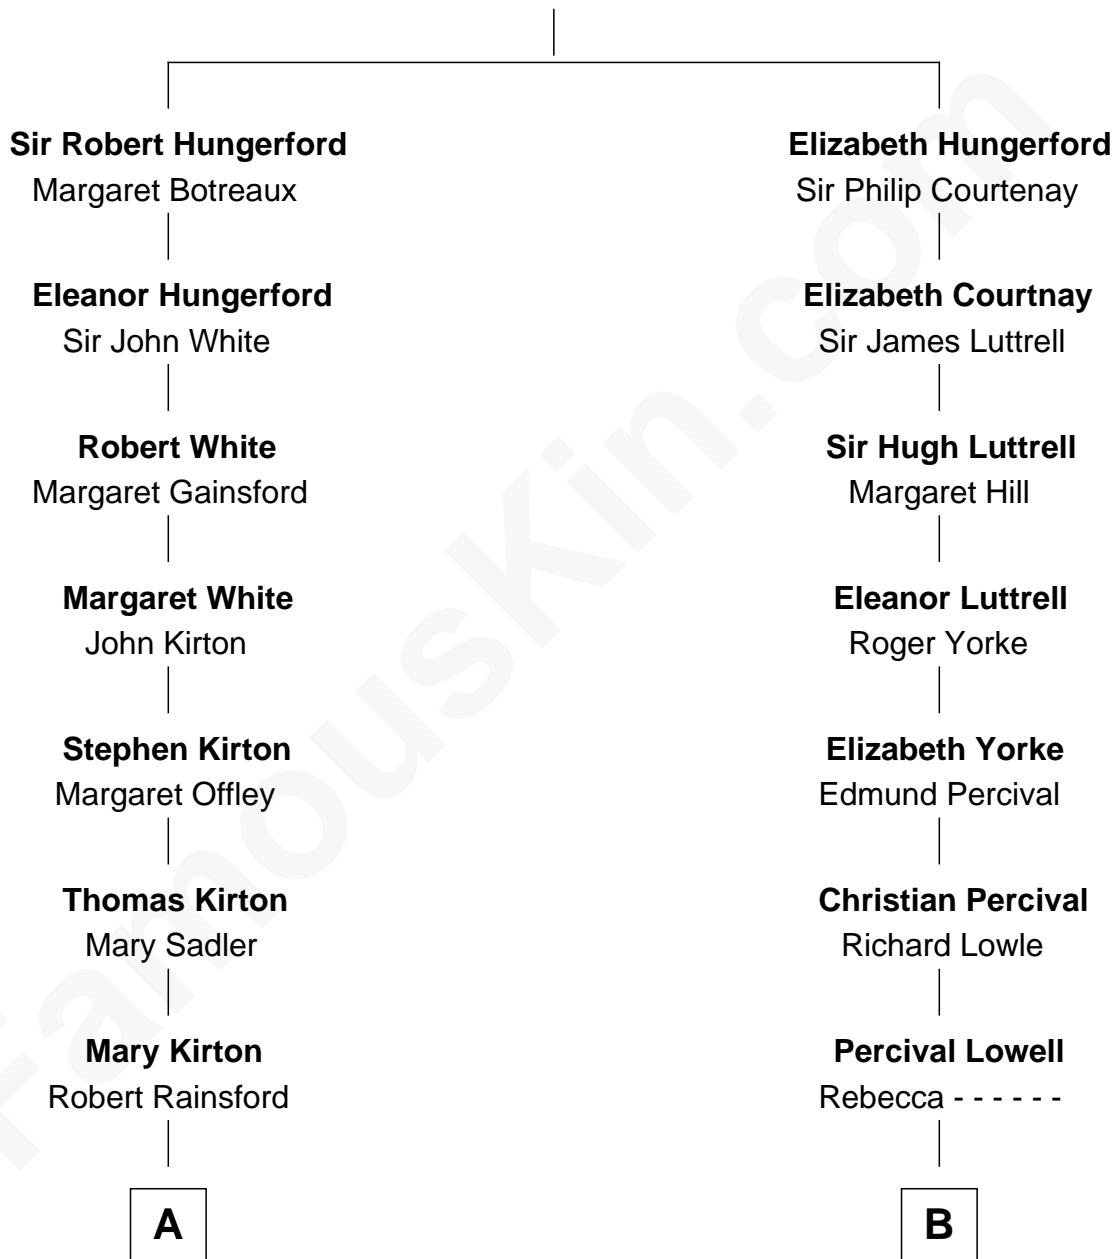 Sir Robert Hungerford
Margaret Botreaux
Eleanor Hungerford
Sir John White
Robert White
Margaret Gainsford
Margaret White
John Kirton
Stephen Kirton
Margaret Offley
Thomas Kirton
Mary Sadler
Mary Kirton
Robert Rainsford
A
Elizabeth Hungerford
Sir Philip Courtenay
Elizabeth Courtnay
Sir James Luttrell
Sir Hugh Luttrell
Margaret Hill
Eleanor Luttrell
Roger Yorke
Elizabeth Yorke
Edmund Percival
Christian Percival
Richard Lowle
Percival Lowell
Rebecca - - - - - -
B
FamousKin.com